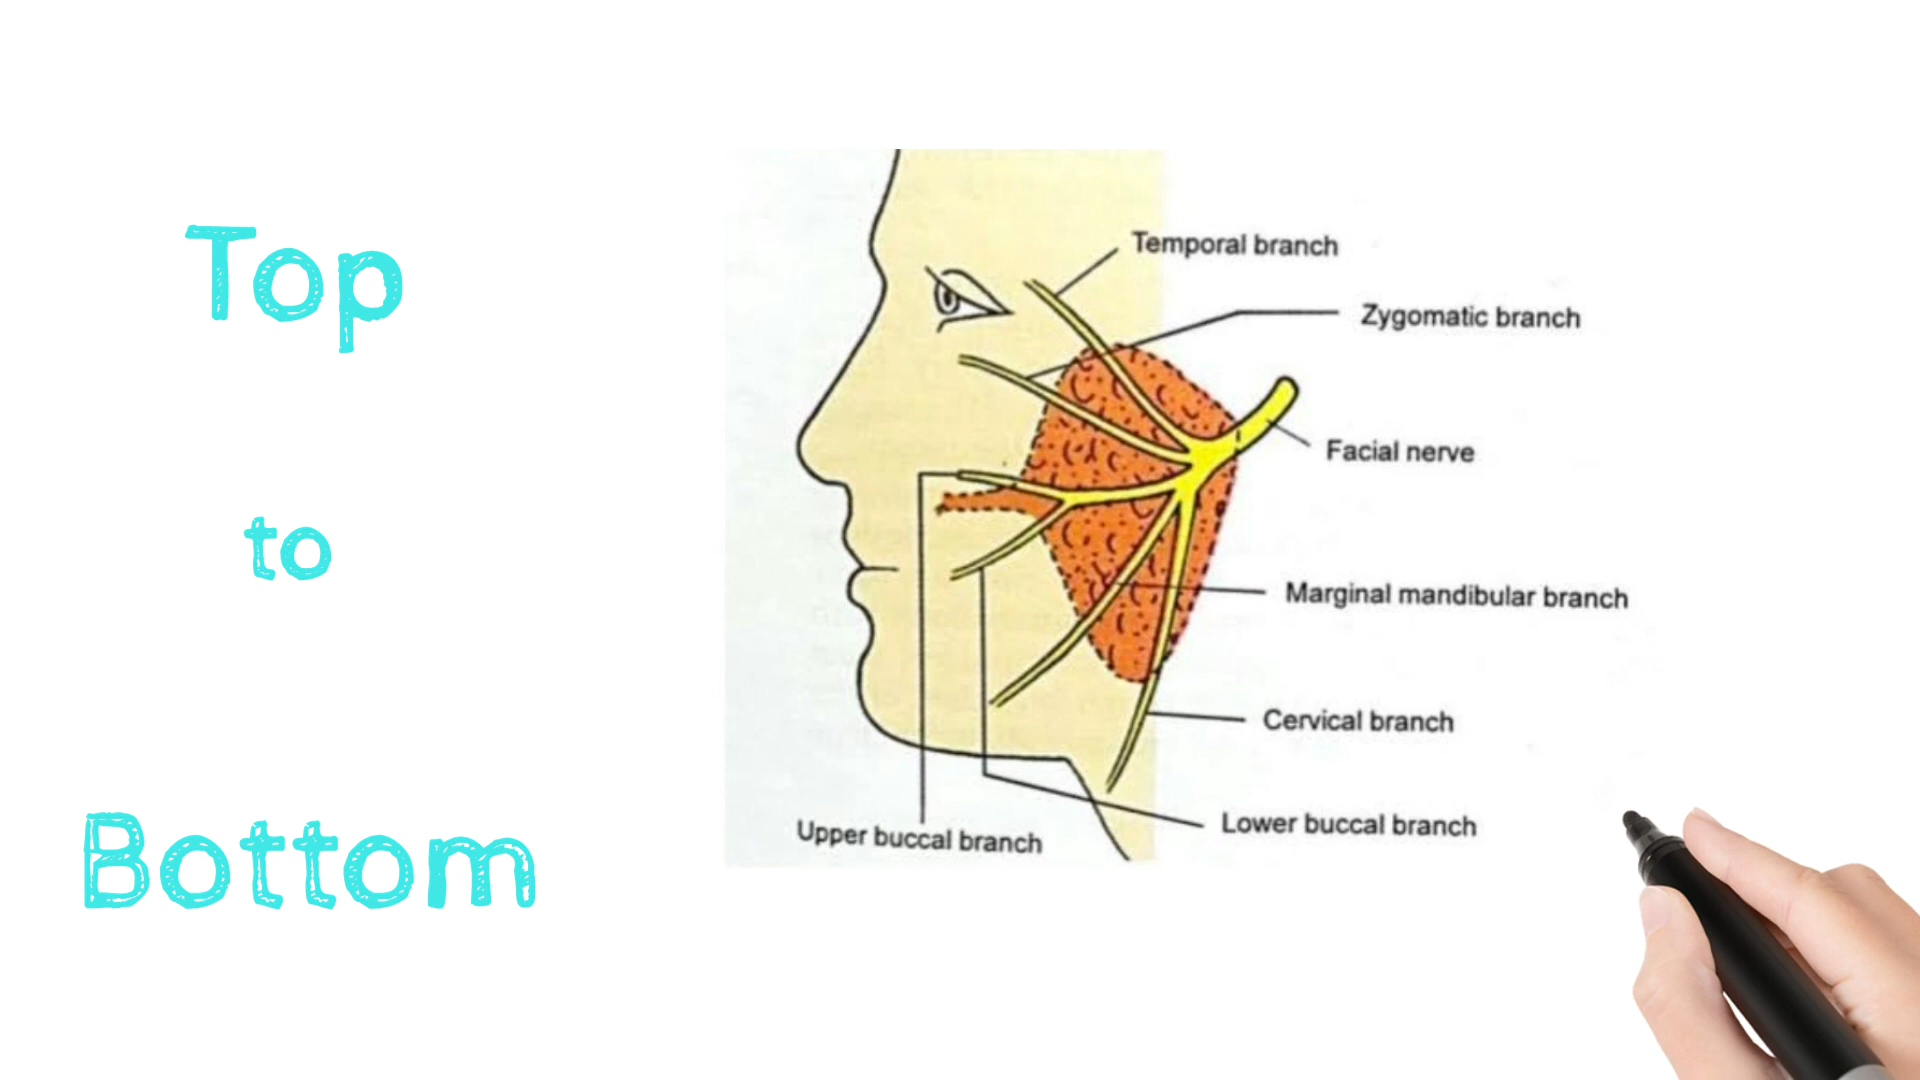 Top
to
Bottom
Temporal branch
Zygomatic branch
Facial nerve
Marginal mandibular branch
Cervical branch
Lower buccal branch
Upper buccal branch